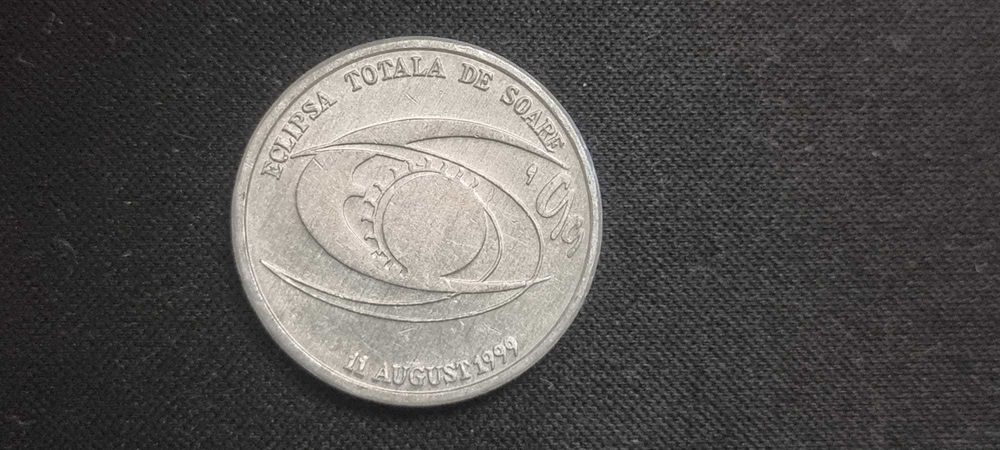 ECLIPSA TOTALA DE SOARE
11 AUGUST 1999